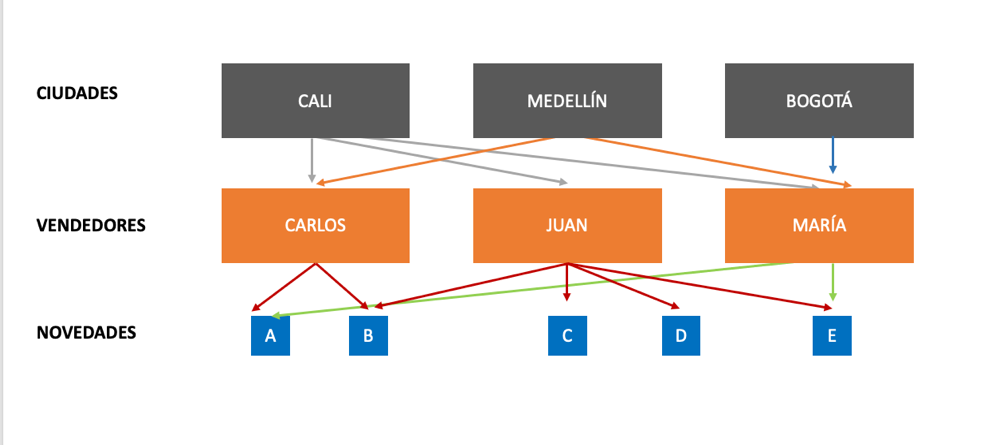 CIUDADES
CALI
MEDELLÍN
BOGOTÁ
VENDEDORES
CARLOS
JUAN
MARÍA
NOVEDADES
A
B
C
D
E